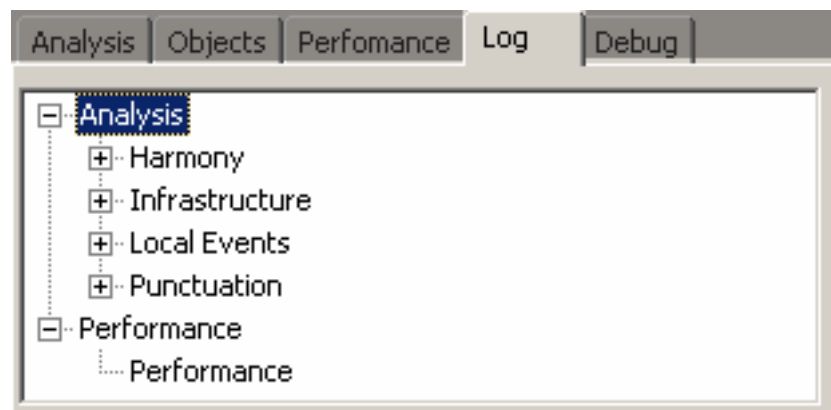 Analysis Objects Perfomance Log Debug
Analysis
Harmony
Infrastructure
Local Events
Punctuation
Performance
Performance